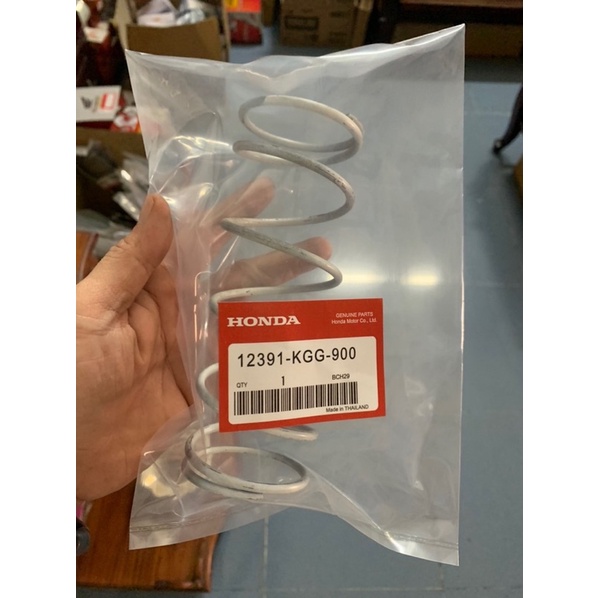 HONDA
GENUINE PARTS
Honda Motor Co., Ltd.
12391-KGG-900
QTY 1 BCH29
Made in THAILAND